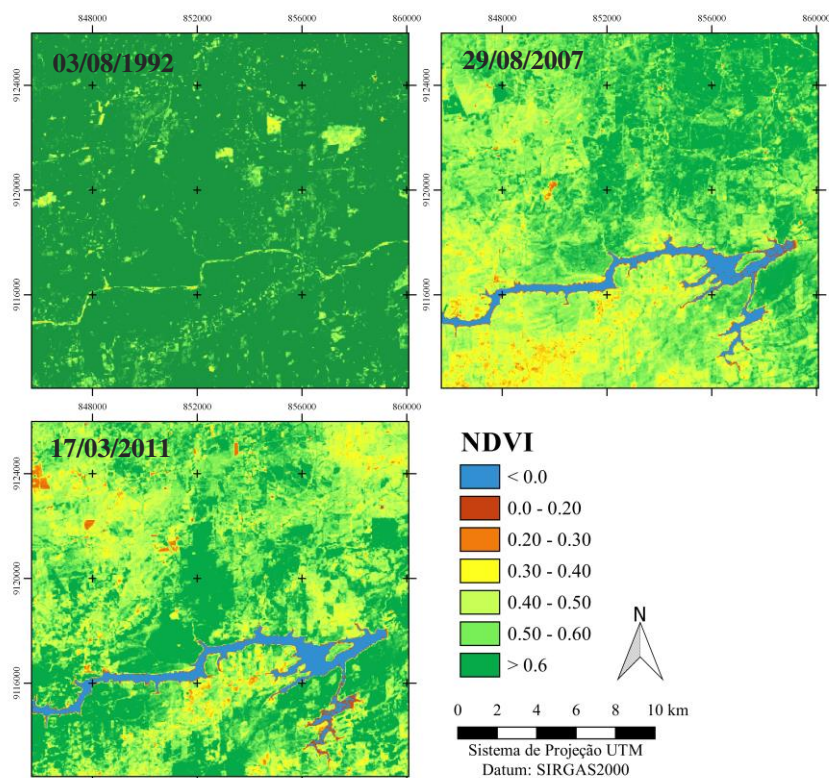 848000 852000 856000 860000
848000 852000 856000 860000
03/08/1992
29/08/2007
9124000
9120000
9116000
9124000
9120000
9116000
848000 852000 856000 860000
17/03/2011
9124000
9120000
9116000
NDVI
< 0.0
0.0 - 0.20
0.20 - 0.30
0.30 - 0.40
0.40 - 0.50
0.50 - 0.60
> 0.6
N
0 2 4 6 8 10 km
Sistema de Projeção UTM
Datum: SIRGAS2000